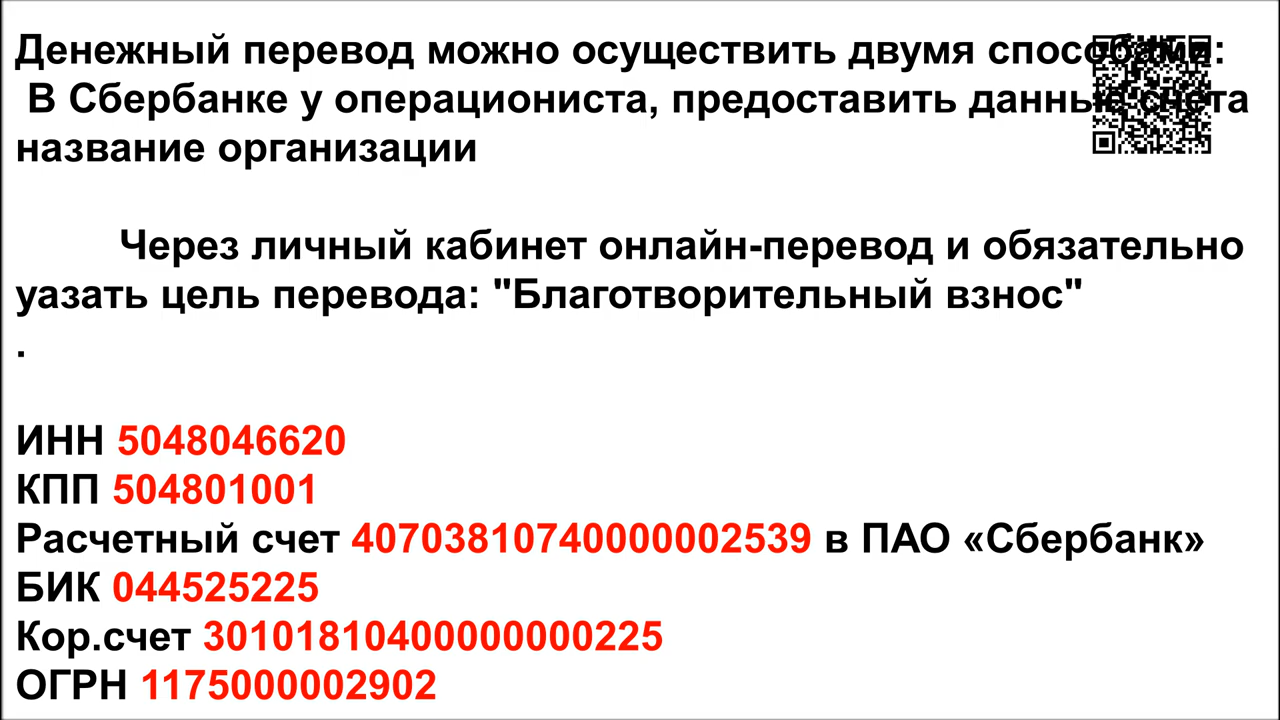 Денежный перевод можно осуществить двумя способами:
В Сбербанке у операциониста, предоставить данные счета
название организации
Через личный кабинет онлайн-перевод и обязательно
уазать цель перевода: "Благотворительный взнос"
.
ИНН 5048046620
КПП 504801001
Расчетный счет 40703810740000002539 в ПАО «Сбербанк»
БИК 044525225
Кор.счет 30101810400000000225
ОГРН 1175000002902